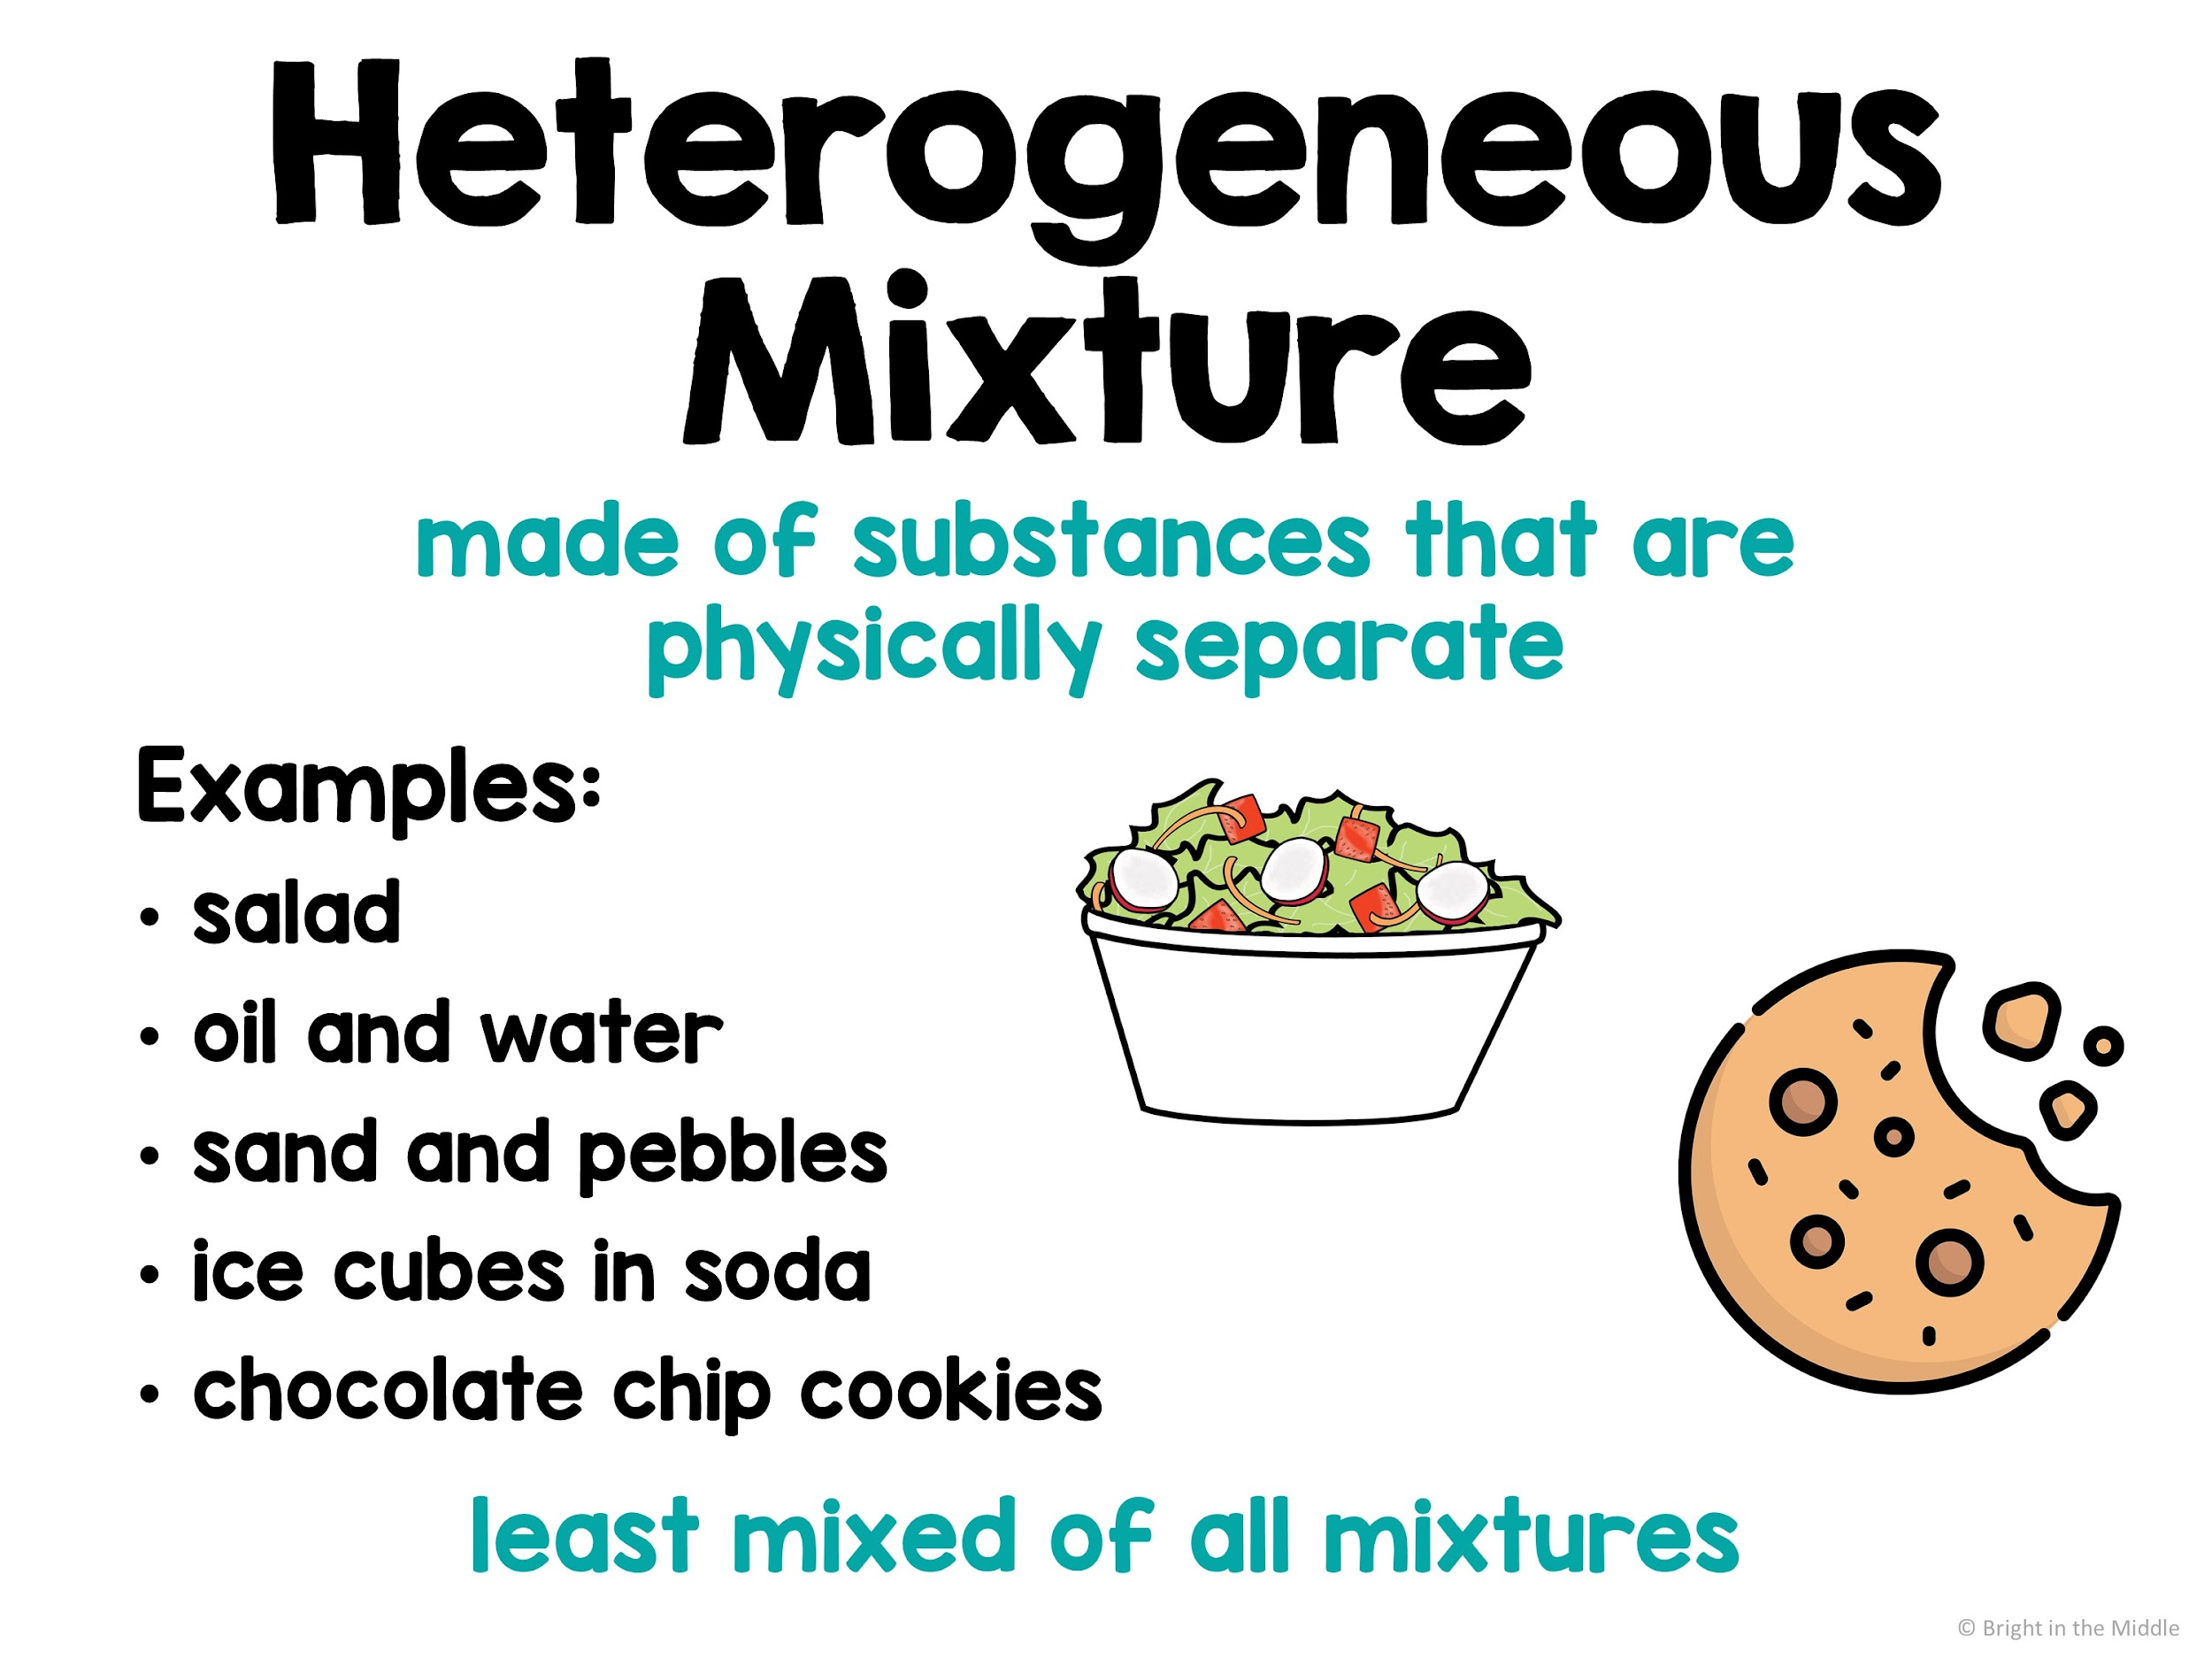 Heterogeneous
Mixture
made of substances that are
physically separate
Examples:
• salad
• oil and water
• sand and pebbles
• ice cubes in soda
• chocolate chip cookies
least mixed of all mixtures
© Bright in the Middle